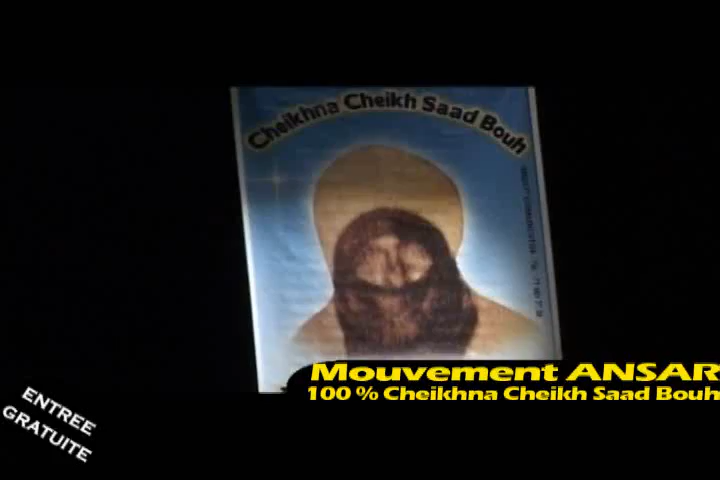 Cheikhna Cheikh Saad Bouh
Mouvement ANSAR
100 % Cheikhna Cheikh Saad Bouh
ENTREE
GRATUITE